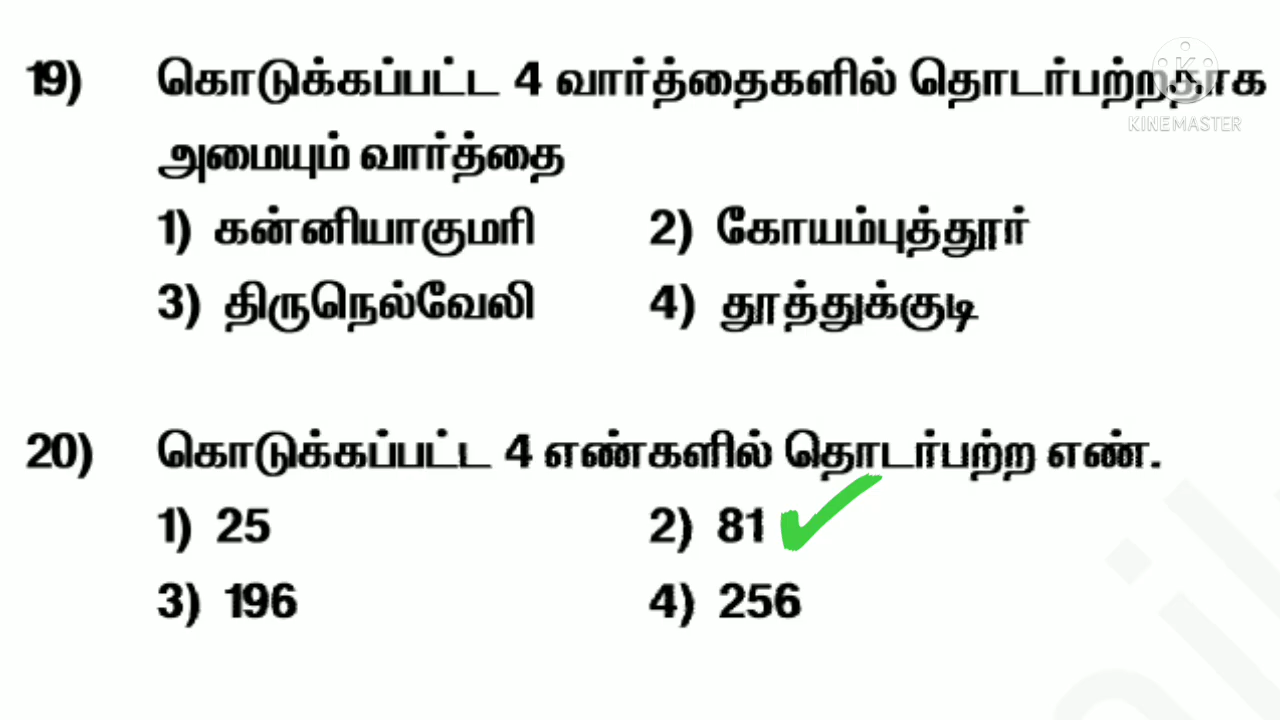 19) கொடுக்கப்பட்ட 4 வார்த்தைகளில் தொடர்பற்றதாக
KINEMASTER
அமையும் வார்த்தை
1) கன்னியாகுமரி 2) கோயம்புத்தூர்
3) திருநெல்வேலி 4) தூத்துக்குடி
20) கொடுக்கப்பட்ட 4 எண்களில் தொடர்பற்ற எண்.
1) 25 2) 81
3) 196 4) 256